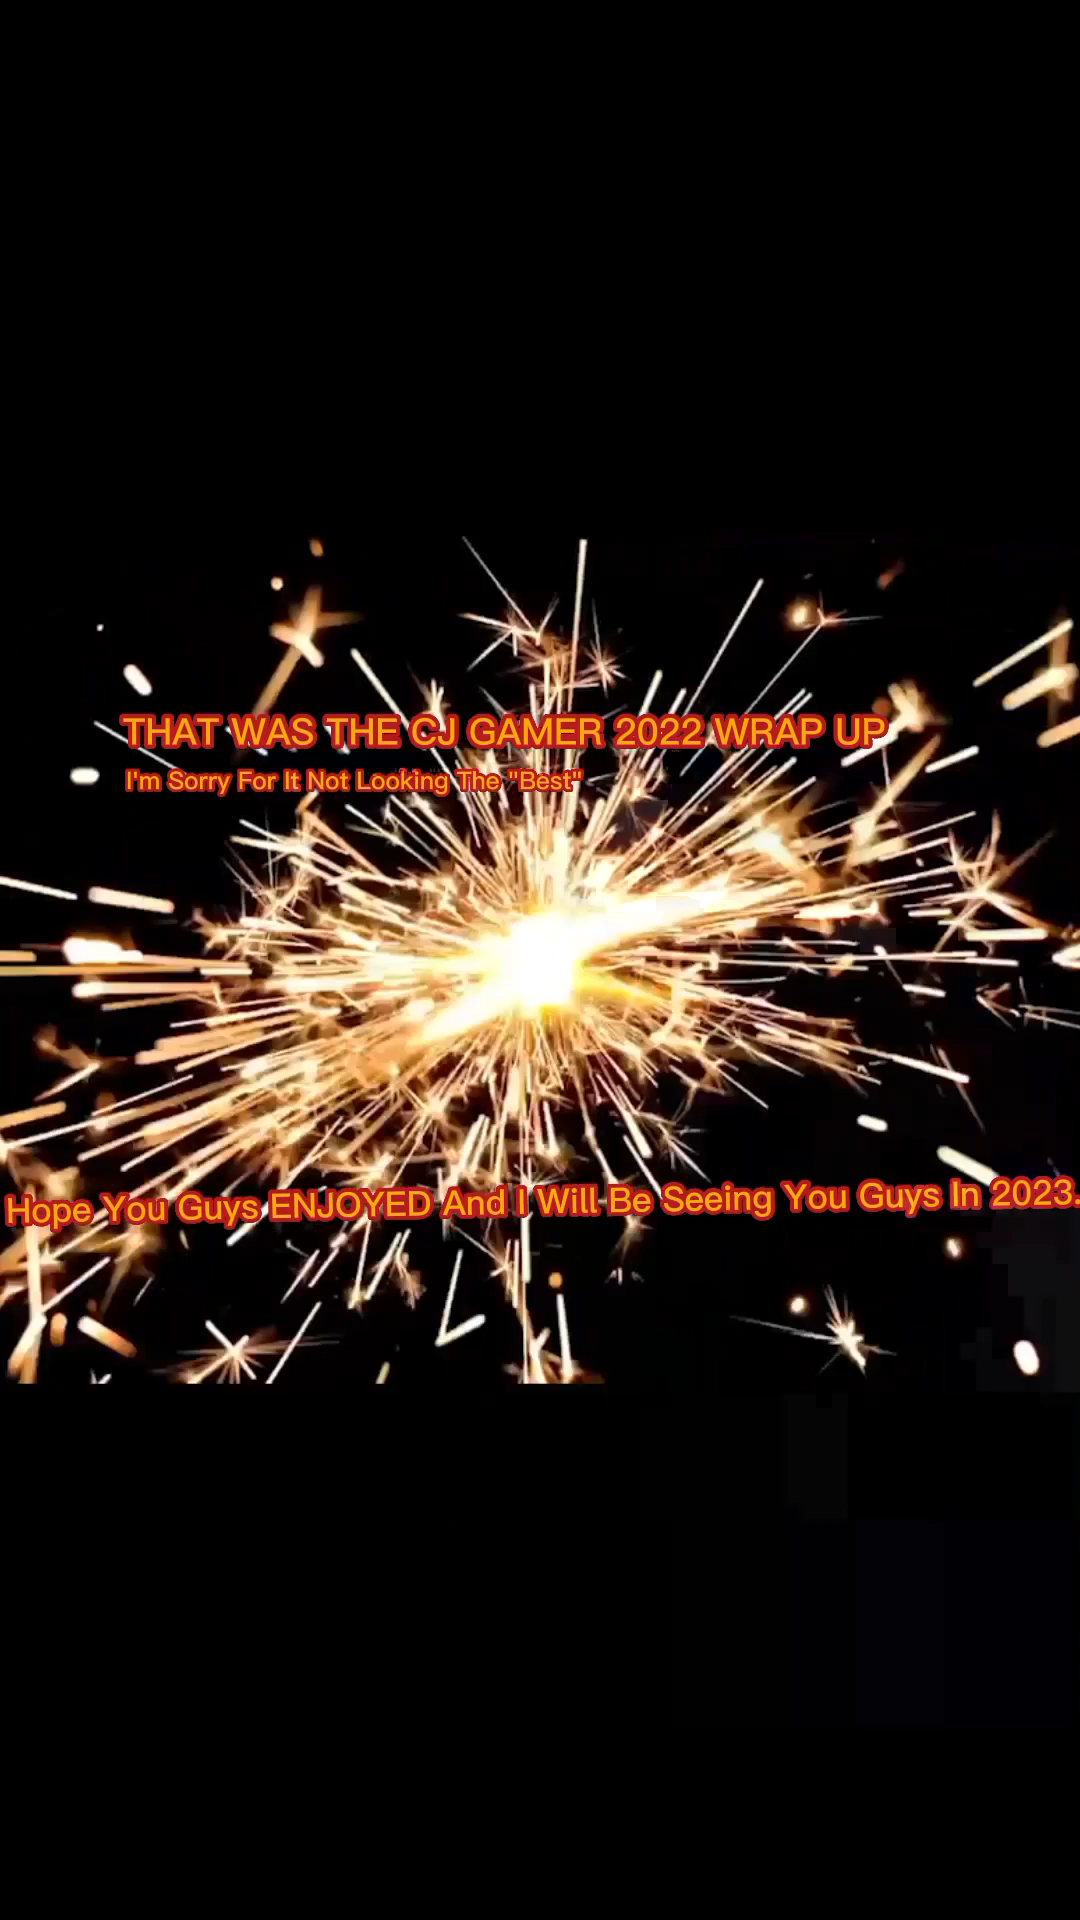 THAT WAS THE CJ GAMER 2022 WRAP UP
I'm Sorry For It Not Looking The "Best"
Hope You Guys ENJOYED And I Will Be Seeing You Guys In 2023.